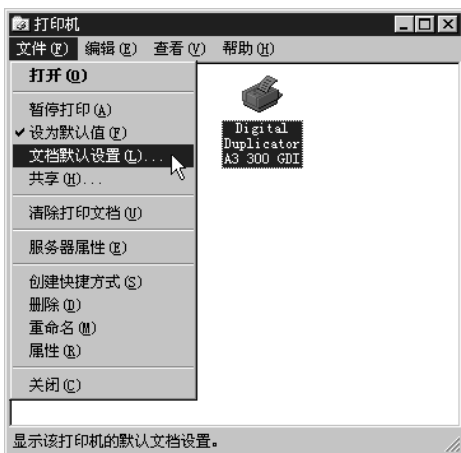 打印机
文件(F) 编辑(E) 查看(V) 帮助(H)
打开(O)
暂停打印(A)
✔设为默认值(F)
文档默认设置(L)...
共享(H)...
清除打印文档(U)
服务器属性(E)
创建快捷方式(S)
删除(D)
重命名(M)
属性(R)
关闭(C)
Digital
Duplicator
A3 300 GDI
显示该打印机的默认文档设置。